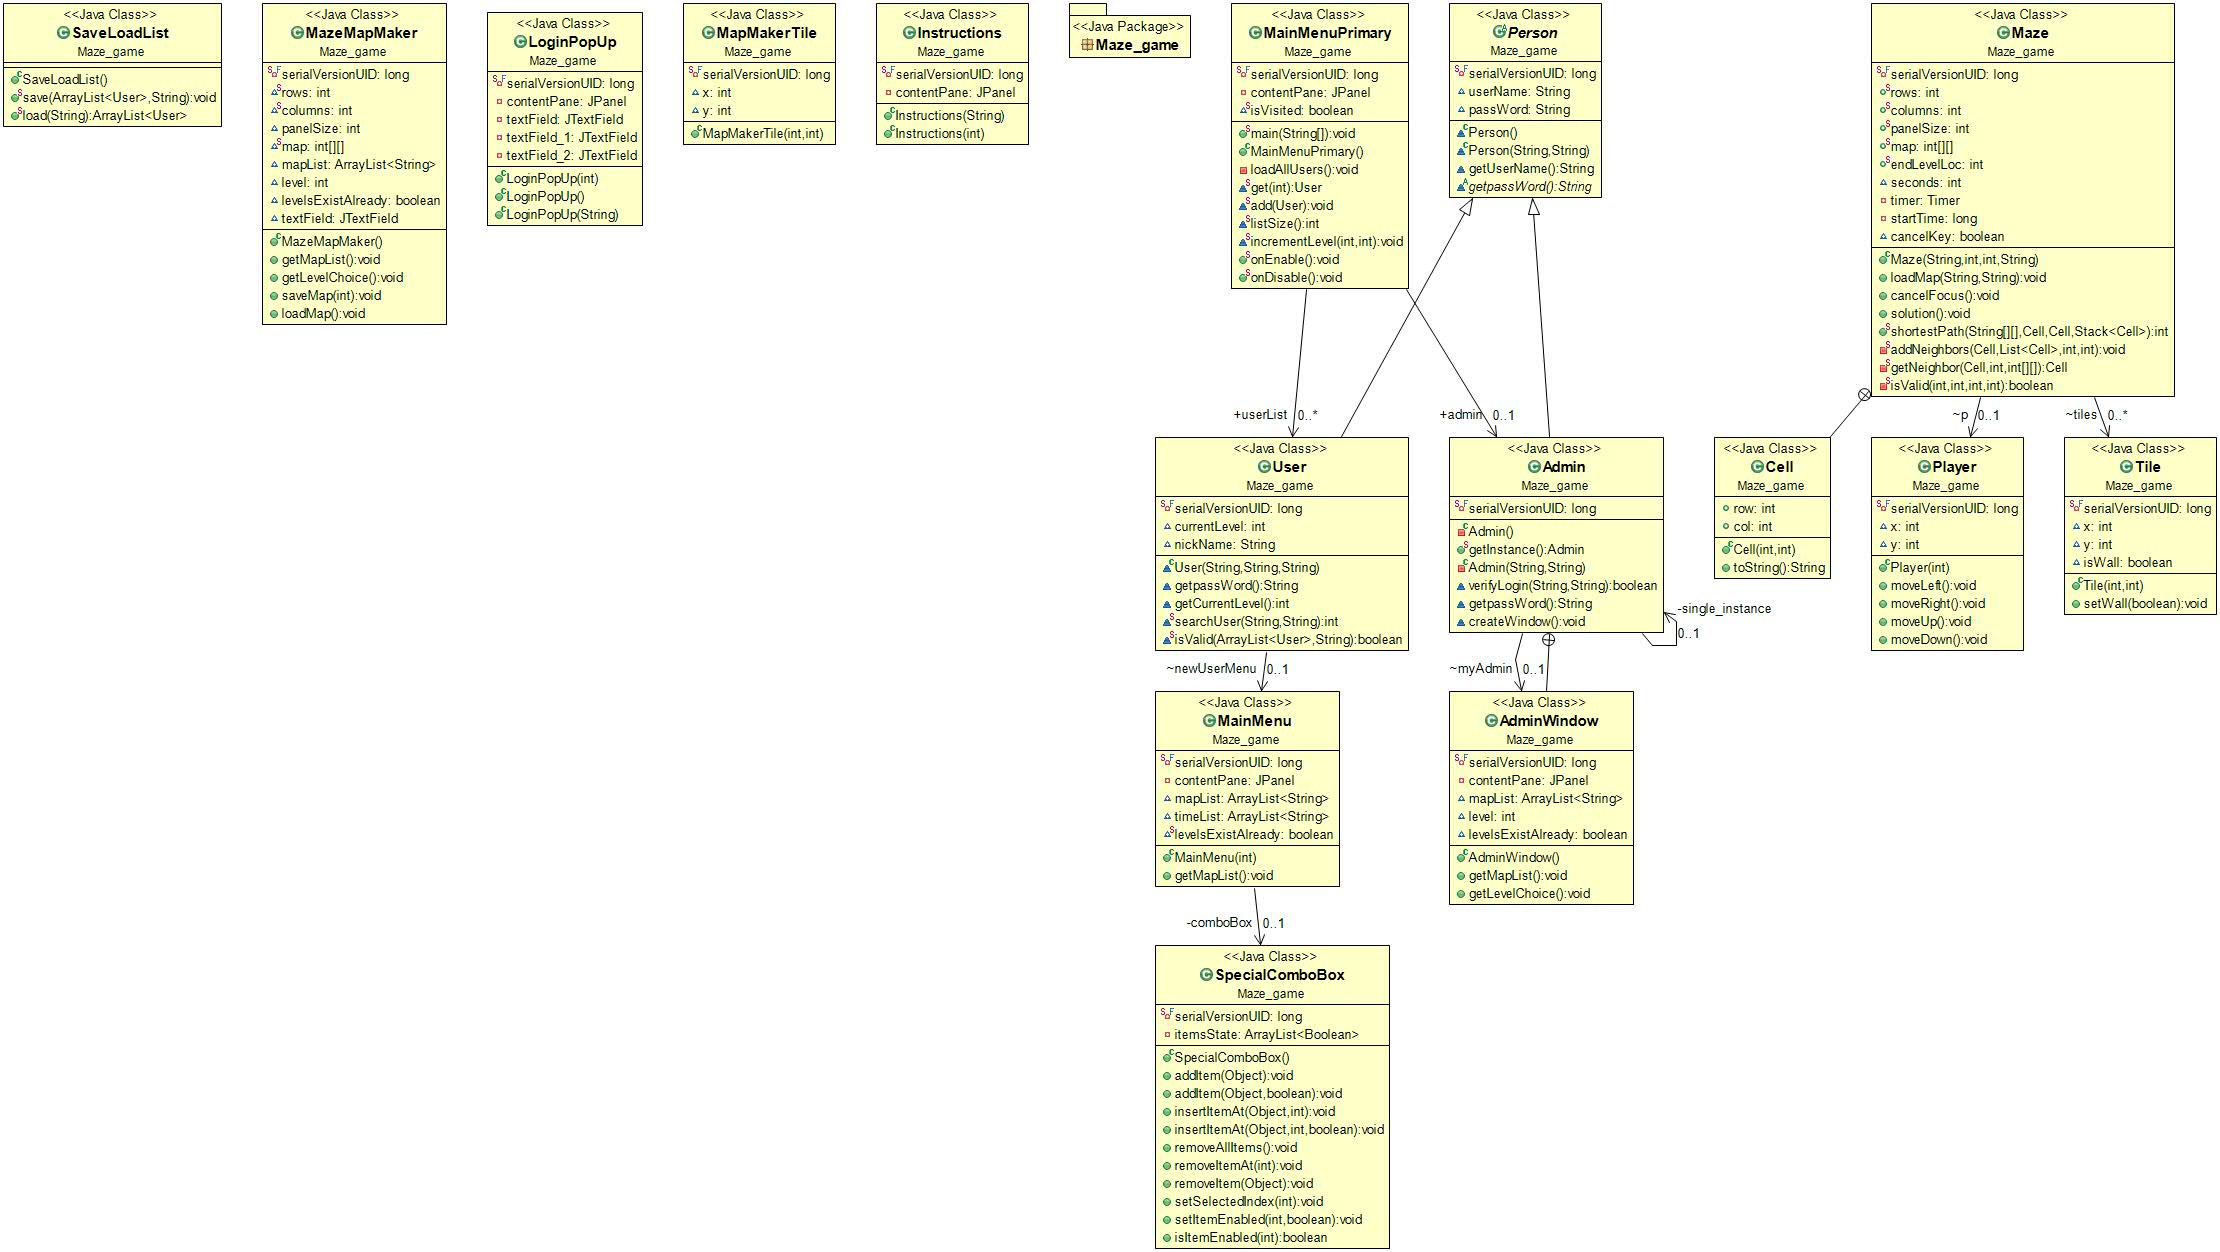 <<Java Class>>
SaveLoadList
Maze_game
SaveLoadList()
save(ArrayList<User>,String):void
load(String):ArrayList<User>
<<Java Class>>
MazeMapMaker
Maze_game
serialVersionUID: long
rows: int
columns: int
panelSize: int
map: int[][]
mapList: ArrayList<String>
level: int
levelsExistAlready: boolean
textField: JTextField
MazeMapMaker()
getMapList():void
getLevelChoice():void
saveMap(int):void
loadMap():void
<<Java Class>>
LoginPopUp
Maze_game
serialVersionUID: long
contentPane: JPanel
textField: JTextField
textField_1: JTextField
textField_2: JTextField
LoginPopUp(int)
LoginPopUp()
LoginPopUp(String)
<<Java Class>>
MapMakerTile
Maze_game
serialVersionUID: long
x: int
y: int
MapMakerTile(int,int)
<<Java Class>>
Instructions
Maze_game
serialVersionUID: long
contentPane: JPanel
Instructions(String)
Instructions(int)
<<Java Package>>
Maze_game
<<Java Class>>
MainMenuPrimary
Maze_game
serialVersionUID: long
contentPane: JPanel
isVisited: boolean
main(String[]):void
MainMenuPrimary()
loadAllUsers():void
get(int):User
add(User):void
listSize():int
incrementLevel(int,int):void
onEnable():void
onDisable():void
<<Java Class>>
Person
Maze_game
serialVersionUID: long
userName: String
passWord: String
Person()
Person(String,String)
getUserName():String
getpassWord():String
<<Java Class>>
Maze
Maze_game
serialVersionUID: long
rows: int
columns: int
panelSize: int
map: int[][]
endLevelLoc: int
seconds: int
timer: Timer
startTime: long
cancelKey: boolean
Maze(String,int,int,String)
loadMap(String,String):void
cancelFocus():void
solution():void
shortestPath(String[][],Cell,Cell,Stack<Cell>):int
addNeighbors(Cell,List<Cell>,int,int):void
getNeighbor(Cell,int,int[][]):Cell
isValid(int,int,int,int):boolean
+userList 0..*
+admin 0..1
~p 0..1
~tiles 0..*
<<Java Class>>
User
Maze_game
serialVersionUID: long
currentLevel: int
nickName: String
User(String,String,String)
getpassWord():String
getCurrentLevel():int
searchUser(String,String):int
isValid(ArrayList<User>,String):boolean
<<Java Class>>
Admin
Maze_game
serialVersionUID: long
Admin()
getInstance():Admin
Admin(String,String)
verifyLogin(String,String):boolean
getpassWord():String
createWindow():void
-single_instance
0..1
<<Java Class>>
Cell
Maze_game
row: int
col: int
Cell(int,int)
toString():String
<<Java Class>>
Player
Maze_game
serialVersionUID: long
x: int
y: int
Player(int)
moveLeft():void
moveRight():void
moveUp():void
moveDown():void
<<Java Class>>
Tile
Maze_game
serialVersionUID: long
x: int
y: int
isWall: boolean
Tile(int,int)
setWall(boolean):void
~newUserMenu 0..1
~myAdmin 0..1
<<Java Class>>
MainMenu
Maze_game
serialVersionUID: long
contentPane: JPanel
mapList: ArrayList<String>
timeList: ArrayList<String>
levelsExistAlready: boolean
MainMenu(int)
getMapList():void
<<Java Class>>
AdminWindow
Maze_game
serialVersionUID: long
contentPane: JPanel
mapList: ArrayList<String>
level: int
levelsExistAlready: boolean
AdminWindow()
getMapList():void
getLevelChoice():void
-comboBox 0..1
<<Java Class>>
SpecialComboBox
Maze_game
serialVersionUID: long
itemsState: ArrayList<Boolean>
SpecialComboBox()
addItem(Object):void
addItem(Object,boolean):void
insertItemAt(Object,int):void
insertItemAt(Object,int,boolean):void
removeAllItems():void
removeItemAt(int):void
removeItem(Object):void
setSelectedIndex(int):void
setItemEnabled(int,boolean):void
isItemEnabled(int):boolean